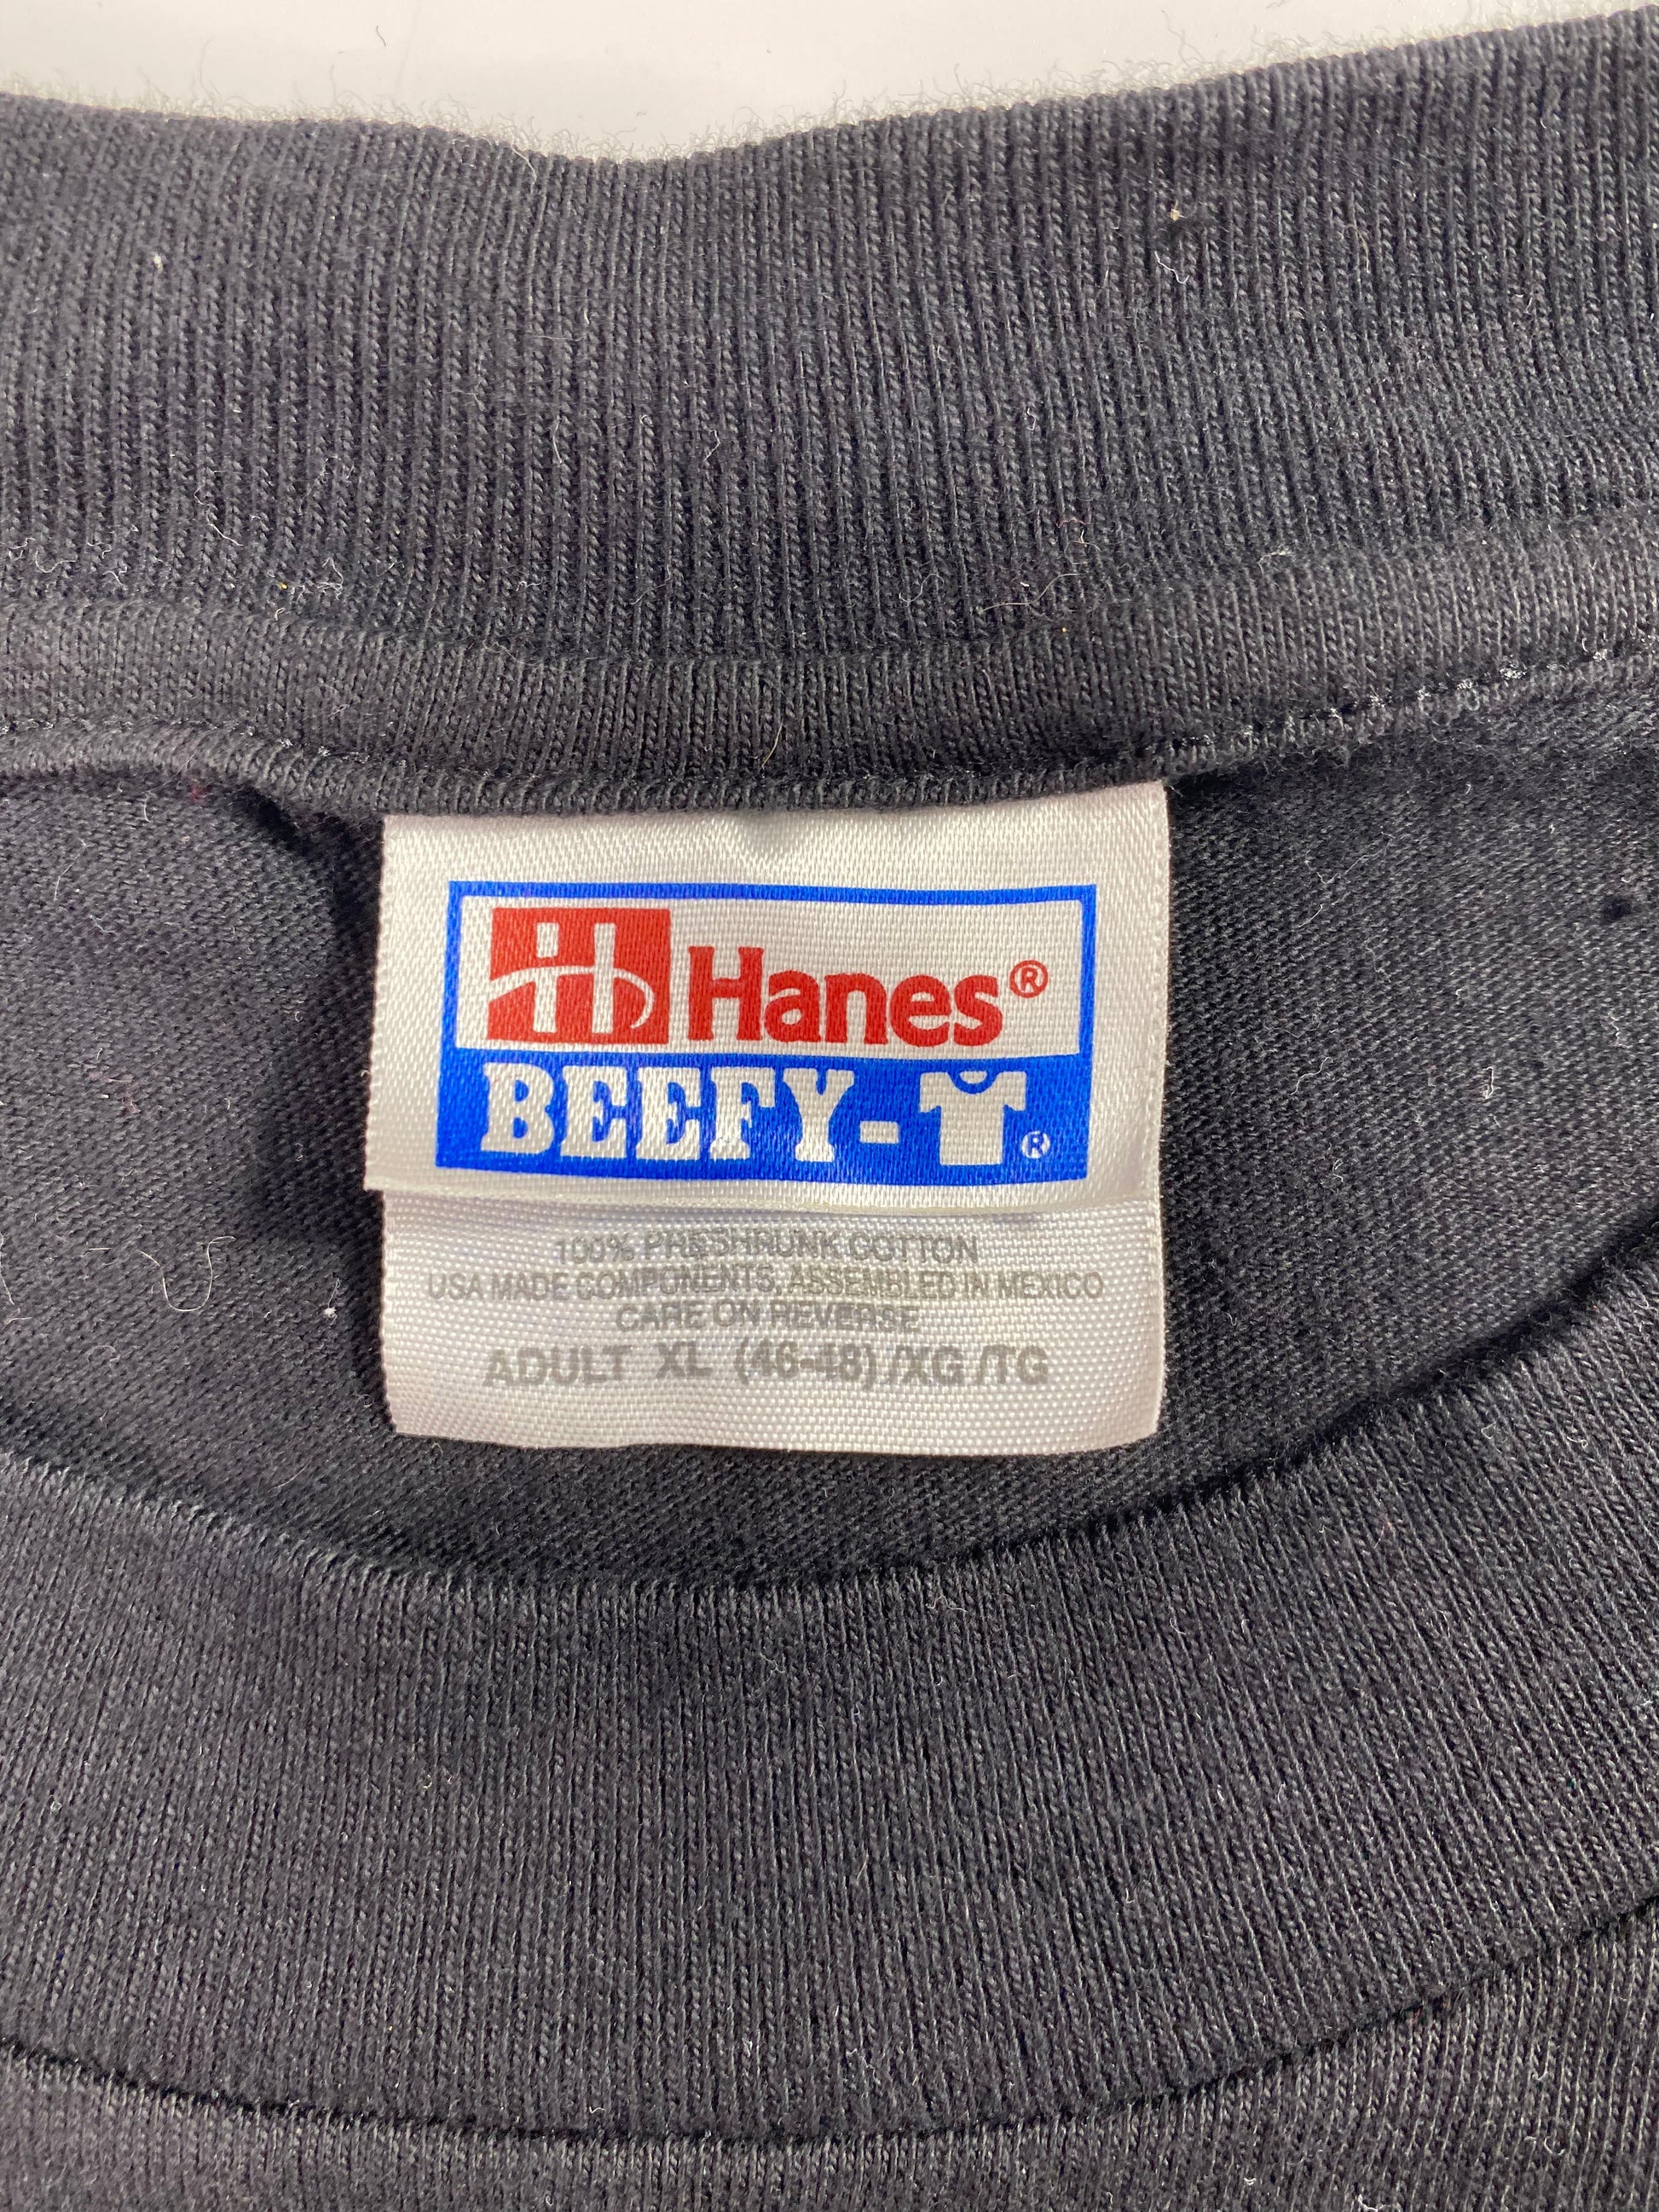 Hanes®
BEEFY-T®
100% PRESHRUNK COTTON
USA MADE COMPONENTS, ASSEMBLED IN MEXICO
CARE ON REVERSE
ADULT XL (46-48) /XG /TG